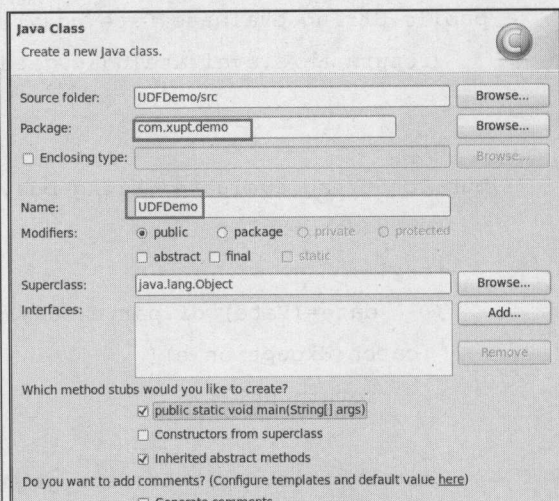 Java Class
Create a new Java class.
Source folder: UDFDemo/src Browse...
Package: com.xupt.demo Browse...
Enclosing type: Browse...
Name: UDFDemo
Modifiers: public package private protected
abstract final static
Superclass: java.lang.Object Browse...
Interfaces: Add...
Remove
Which method stubs would you like to create?
public static void main(String[] args)
Constructors from superclass
Inherited abstract methods
Do you want to add comments? (Configure templates and default value here)
Generate comments